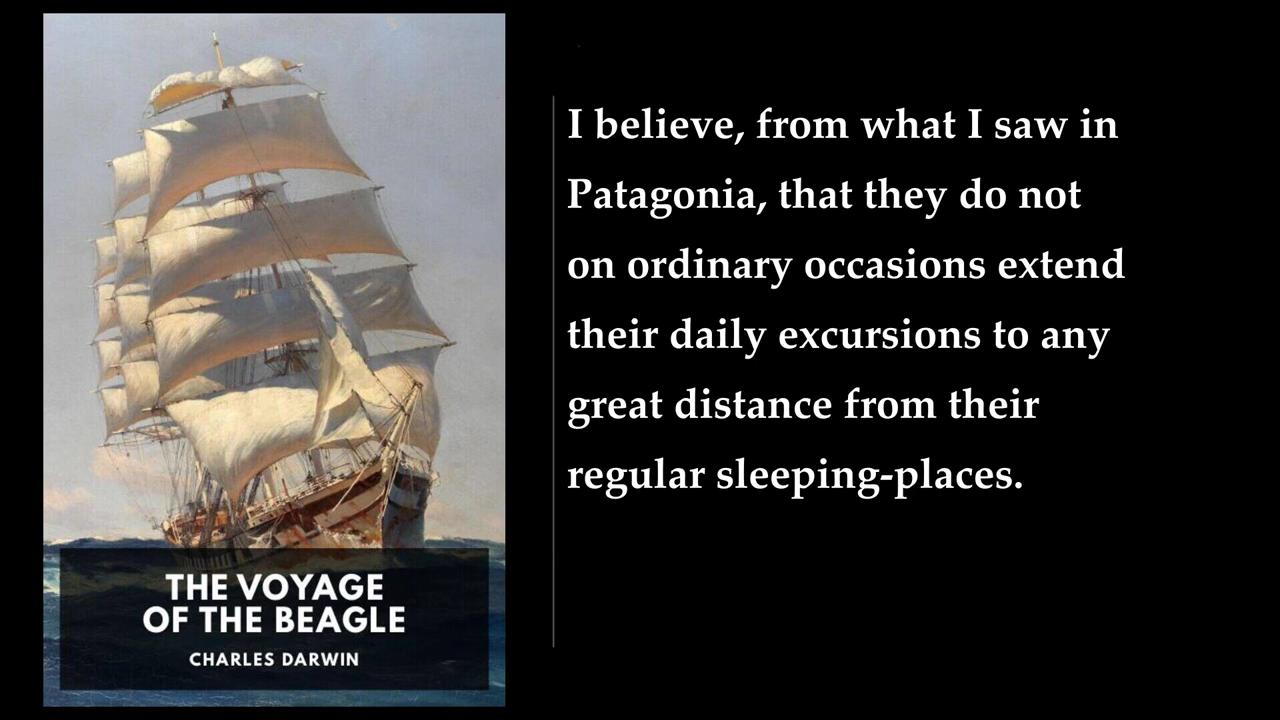 THE VOYAGE
OF THE BEAGLE
CHARLES DARWIN
I believe, from what I saw in
Patagonia, that they do not
on ordinary occasions extend
their daily excursions to any
great distance from their
regular sleeping-places.